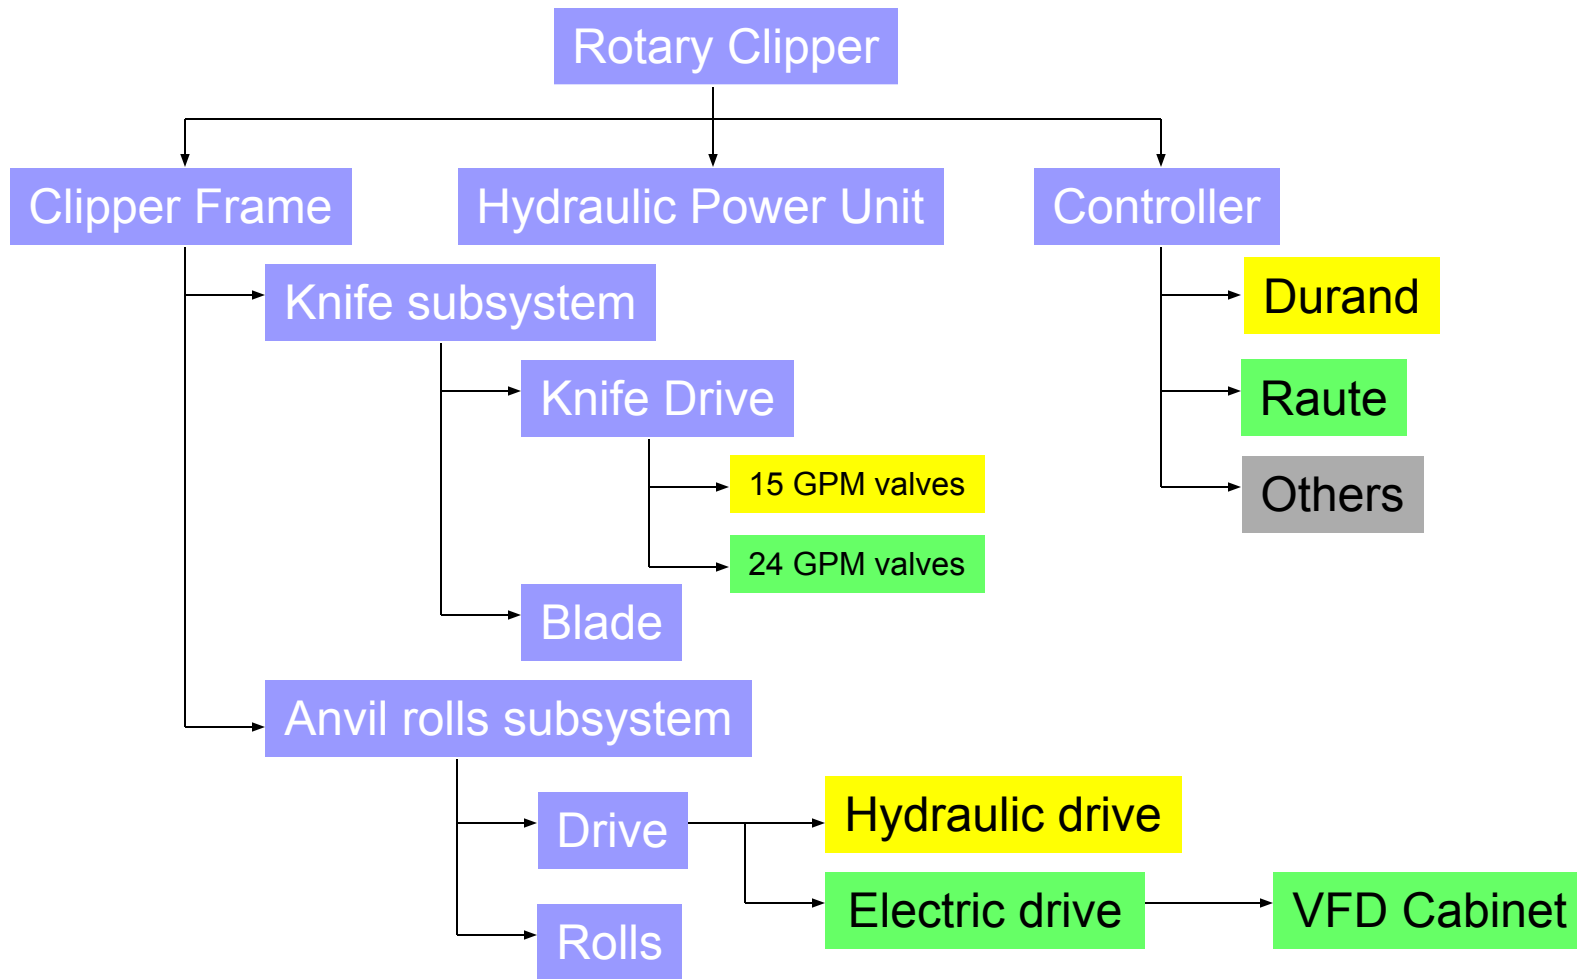 Rotary Clipper
Clipper Frame
Hydraulic Power Unit
Controller
Knife subsystem
Durand
Knife Drive
Raute
15 GPM valves
Others
24 GPM valves
Blade
Anvil rolls subsystem
Drive
Hydraulic drive
Electric drive
VFD Cabinet
Rolls